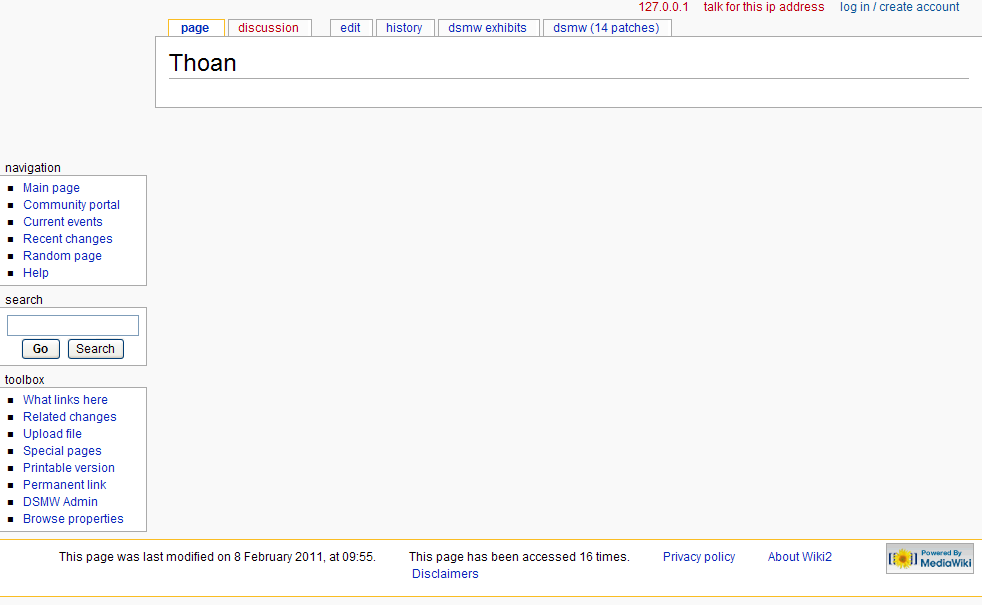 127.0.0.1 talk for this ip address log in / create account
page discussion edit history dsmw exhibits dsmw (14 patches)
Thoan
navigation
Main page
Community portal
Current events
Recent changes
Random page
Help
search
Go Search
toolbox
What links here
Related changes
Upload file
Special pages
Printable version
Permanent link
DSMW Admin
Browse properties
This page was last modified on 8 February 2011, at 09:55. This page has been accessed 16 times. Privacy policy About Wiki2
Disclaimers
Powered By
MediaWiki